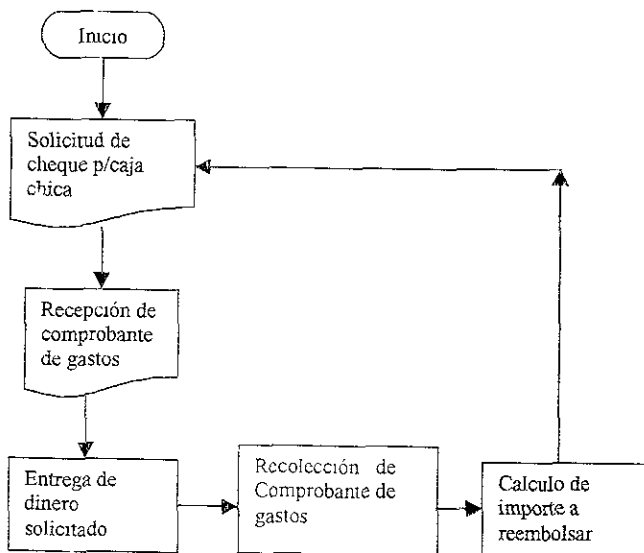 Inicio
Solicitud de
cheque p/caja
chica
Recepción de
comprobante
de gastos
Entrega de
dinero
solicitado
Recolección de
Comprobante de
gastos
Calculo de
importe a
reembolsar